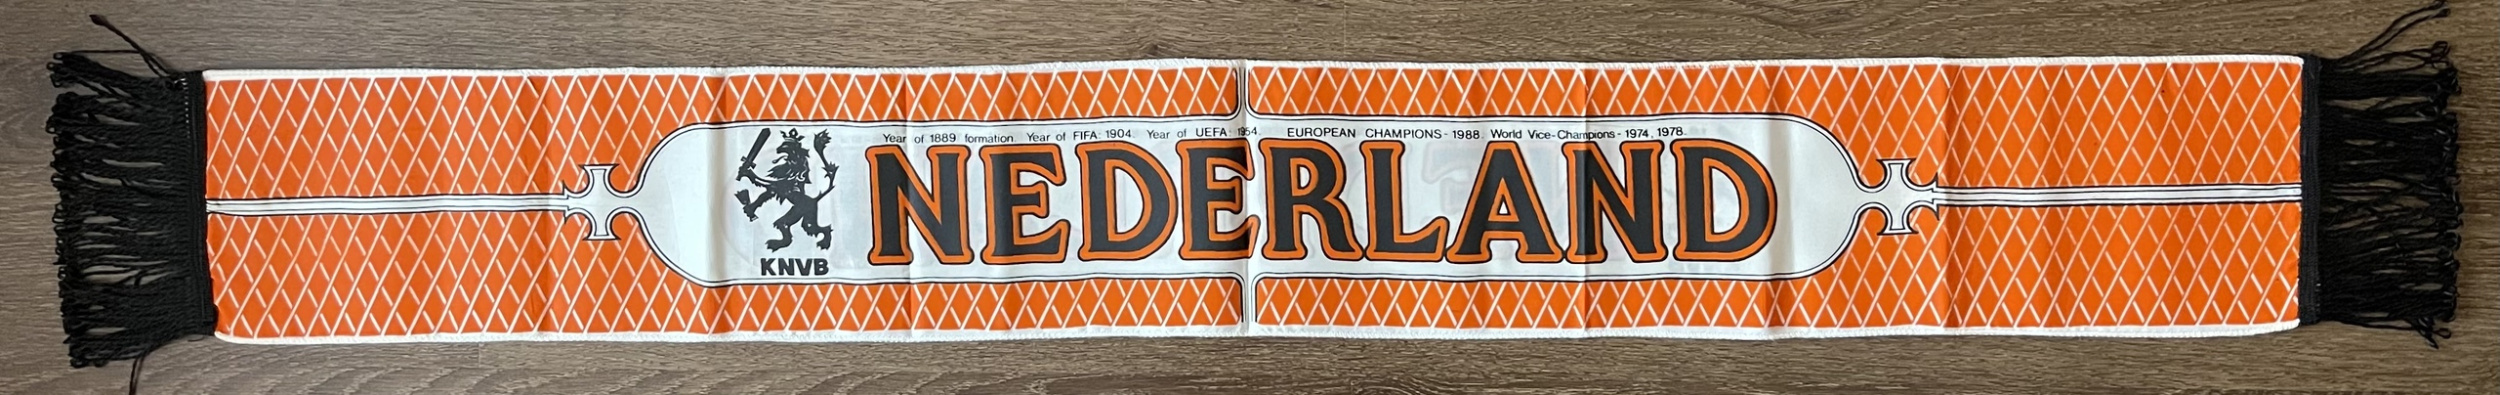 Year of 1889 formation. Year of FIFA: 1904. Year of UEFA: 1954. EUROPEAN CHAMPIONS - 1988. World Vice-Champions - 1974, 1978.
NEDERLAND
KNVB